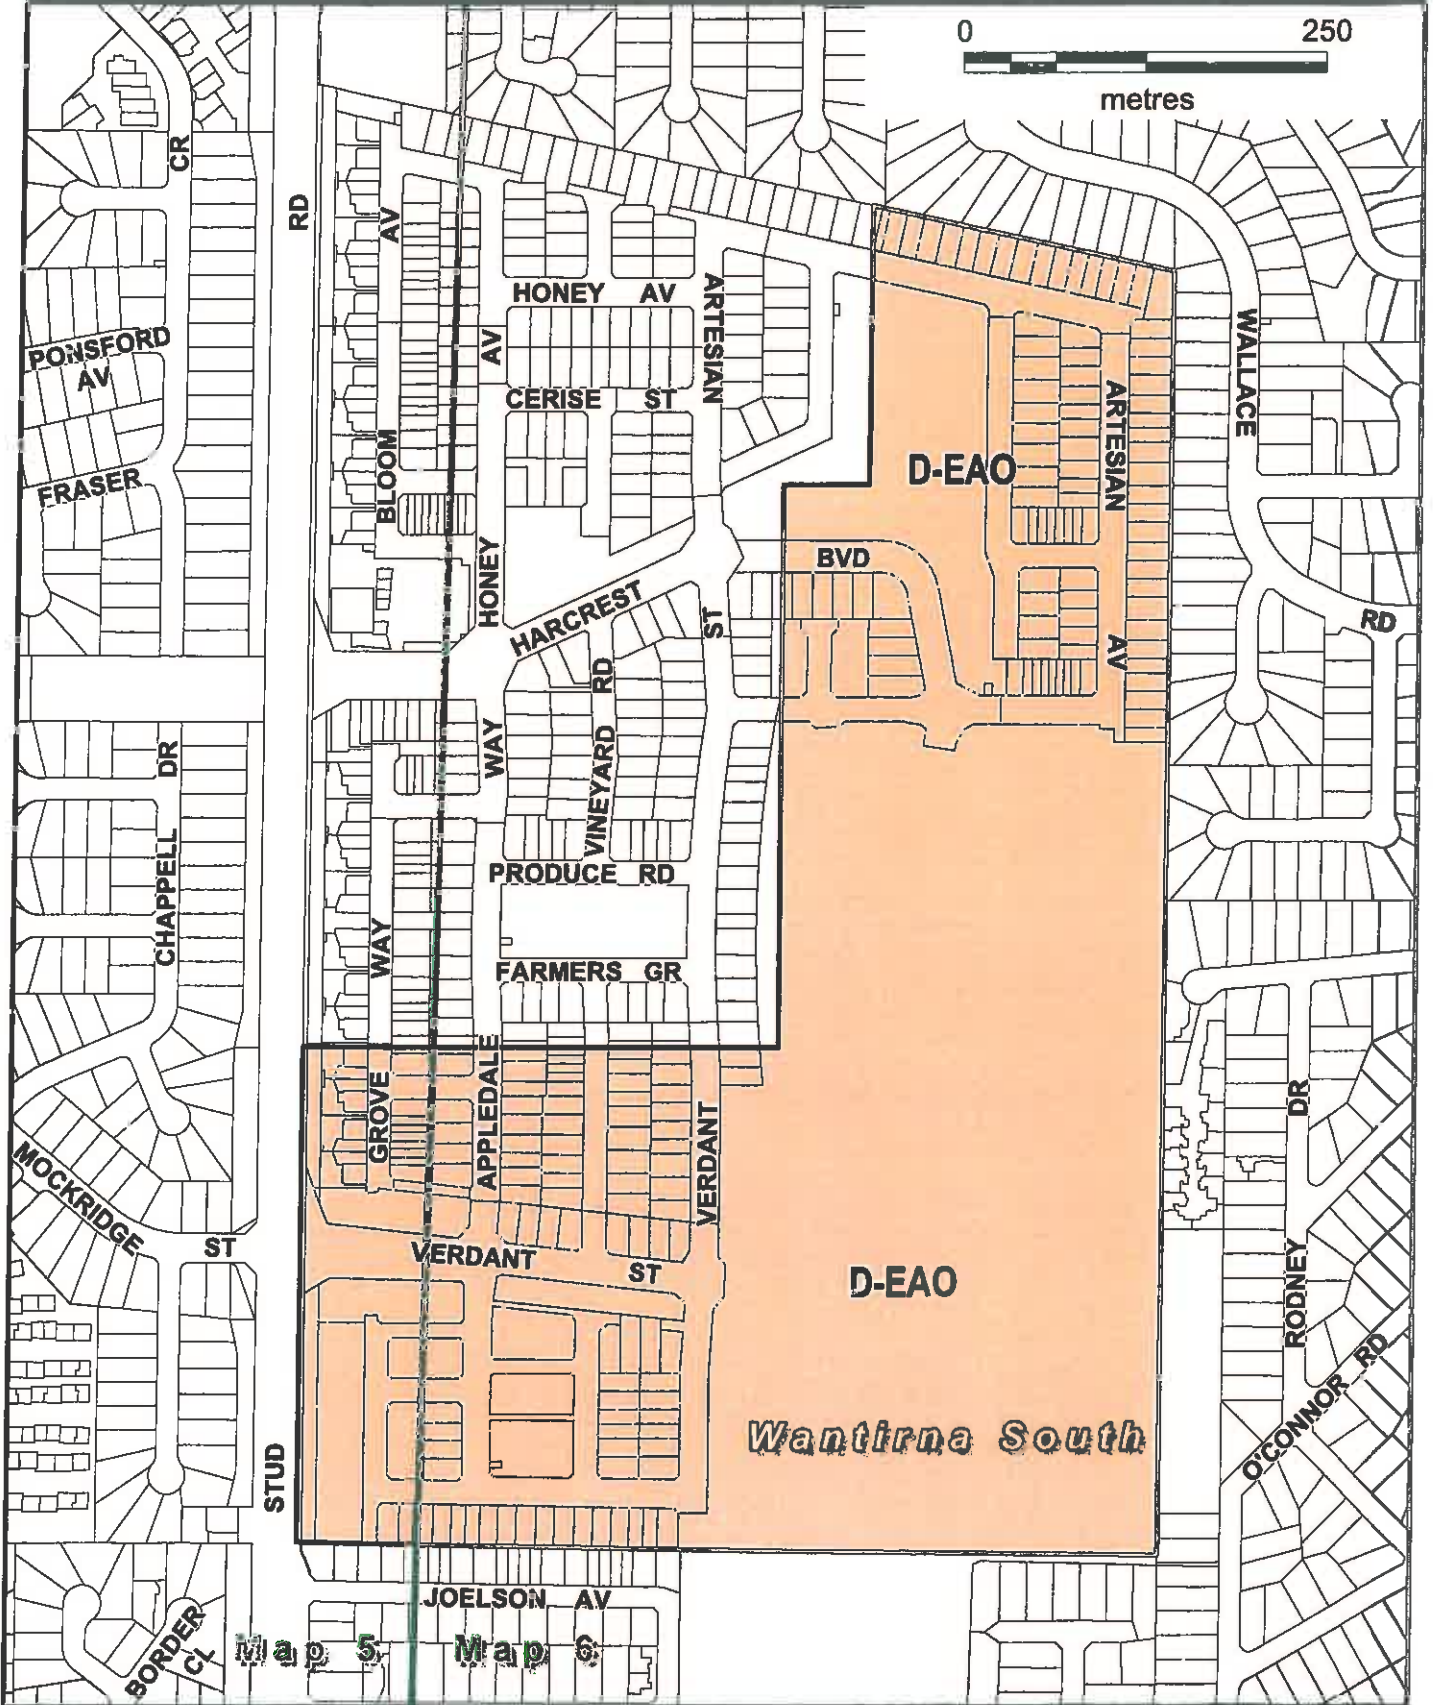 0 250
metres
CR
RD
AV
HONEY AV
ARTESIAN
PONSFORD
AV
AV
WALLACE
CERISE ST
ARTESIAN
BLOOM
FRASER
D-EAO
BVD
HONEY
HARCREST
ST
RD
AV
RD
WAY
DR
VINEYARD
CHAPPELL
PRODUCE RD
WAY
FARMERS GR
APPLEDALE
GROVE
VERDANT
DR
MOCKRIDGE
ST
VERDANT
ST
D-EAO
RODNEY
O'CONNOR RD
Wantirna South
STUD
JOELSON AV
BORDER
CL
Map 5 Map 6